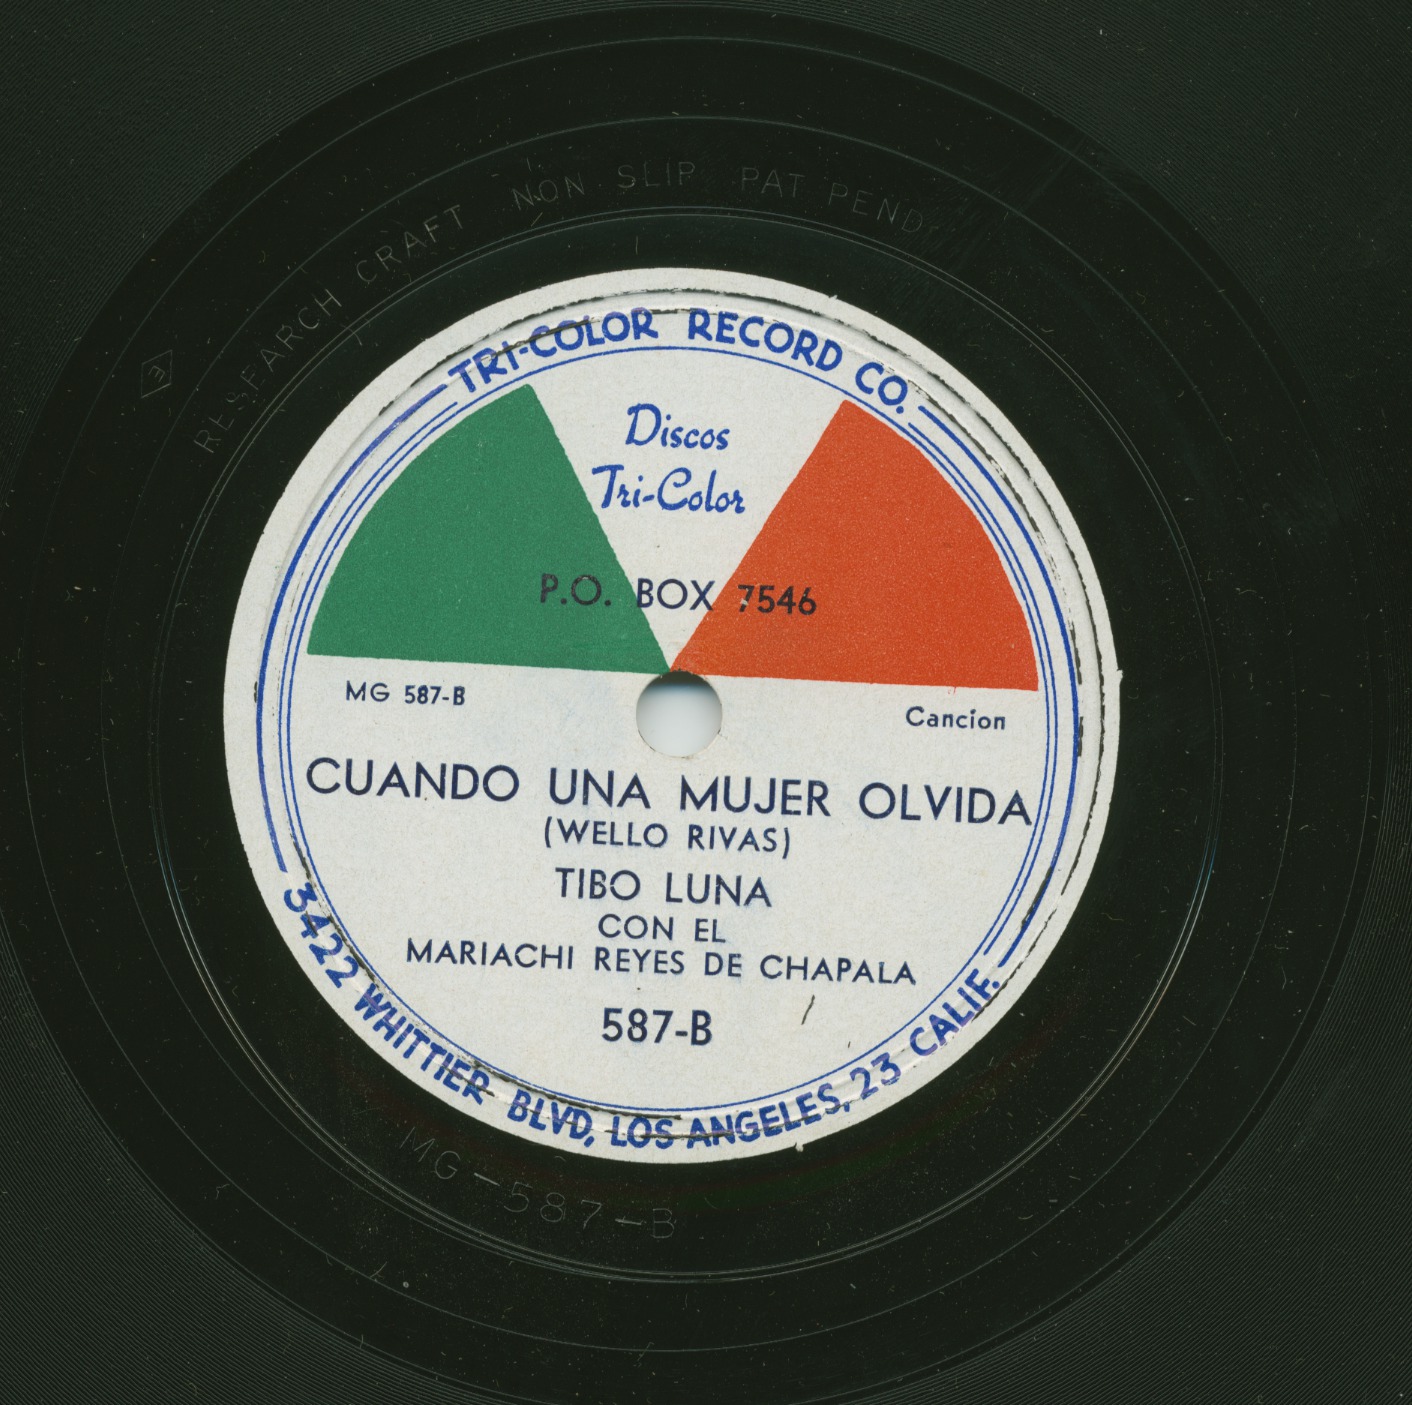 RESEARCH CRAFT NON SLIP PAT PEND
3
TRI-COLOR RECORD CO.
Discos
Tri-Color
P.O. BOX 7546
MG 587-B
Cancion
CUANDO UNA MUJER OLVIDA
(WELLO RIVAS)
TIBO LUNA
CON EL
MARIACHI REYES DE CHAPALA
587-B
3422 WHITTIER BLVD, LOS ANGELES, 23 CALIF.
MG-587-B